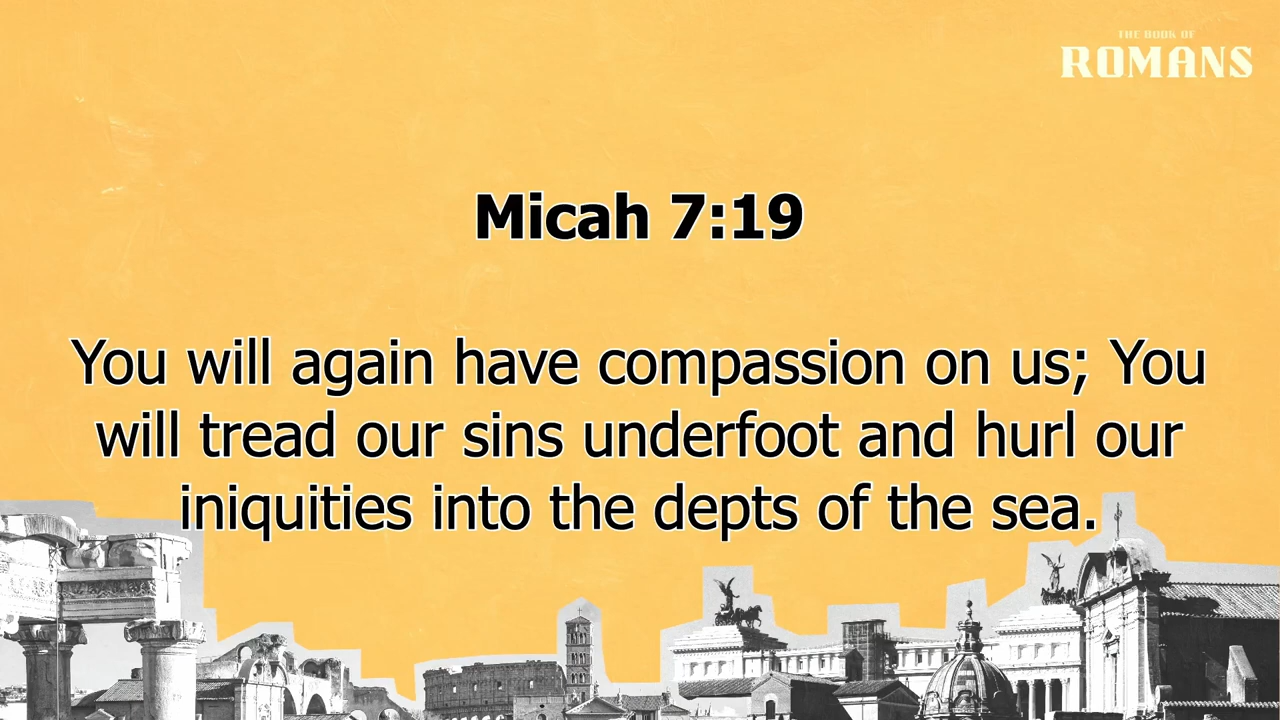 THE BOOK OF
ROMANS
Micah 7:19
You will again have compassion on us; You
will tread our sins underfoot and hurl our
iniquities into the depts of the sea.